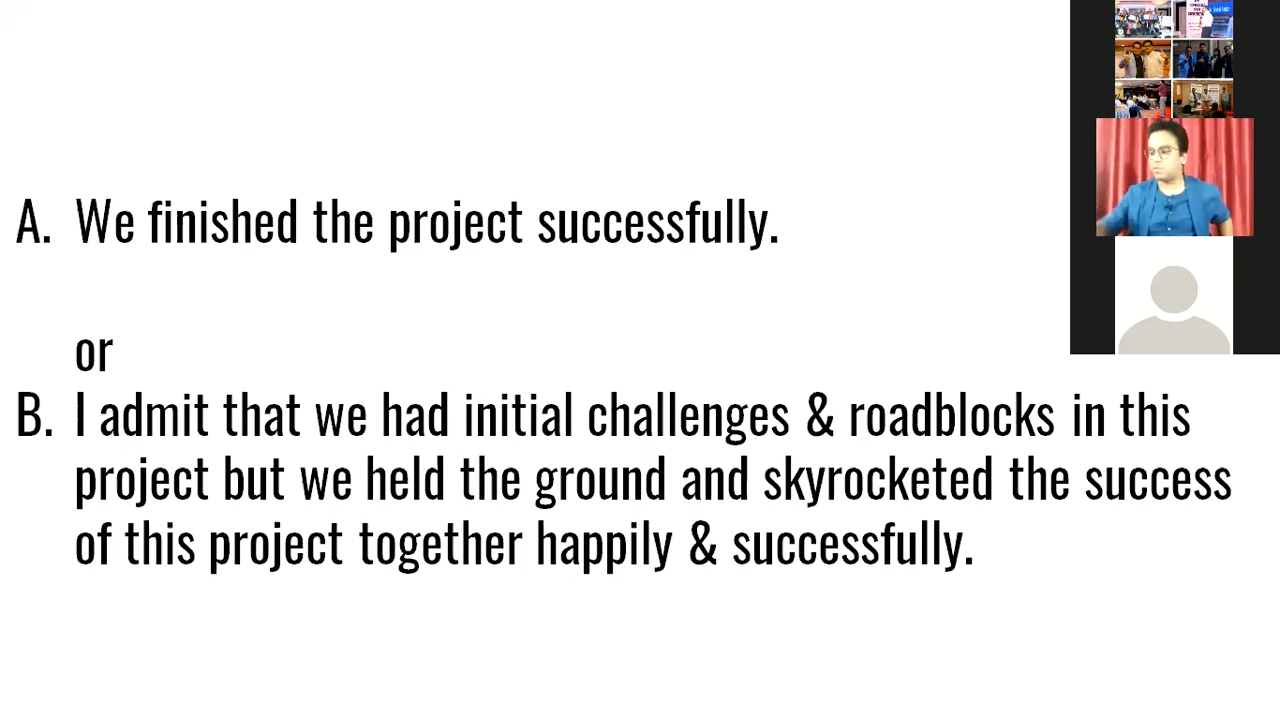 A. We finished the project successfully.
or
B. I admit that we had initial challenges & roadblocks in this
project but we held the ground and skyrocketed the success
of this project together happily & successfully.